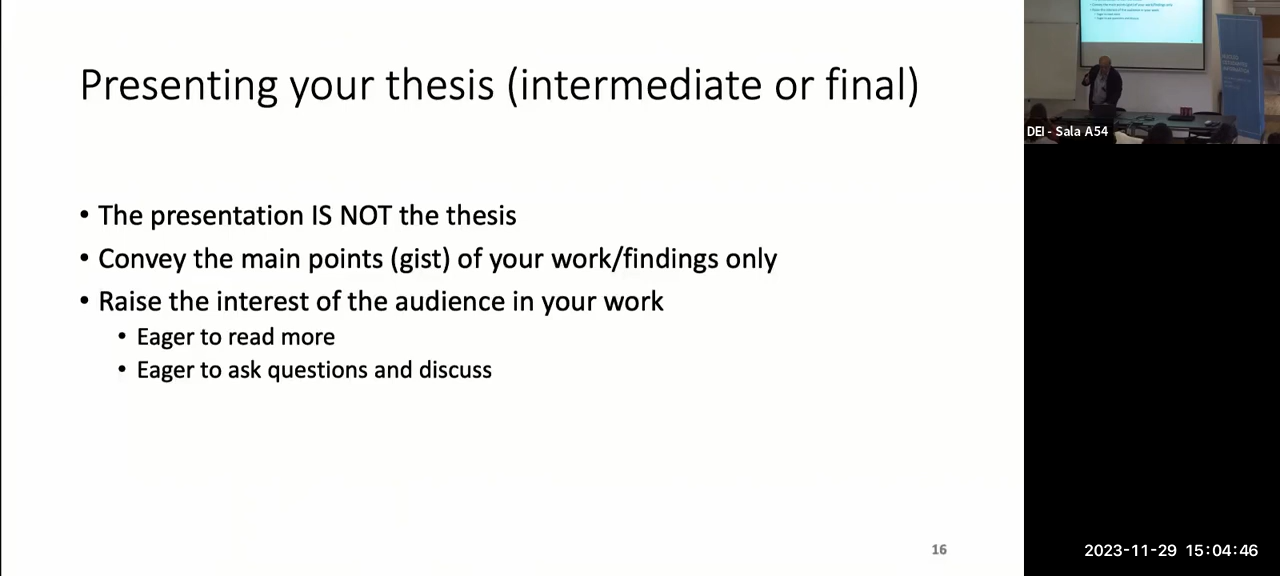 Presenting your thesis (intermediate or final)
• The presentation IS NOT the thesis
• Convey the main points (gist) of your work/findings only
• Raise the interest of the audience in your work
• Eager to read more
• Eager to ask questions and discuss
16
DEI - Sala A54
2023-11-29 15:04:46